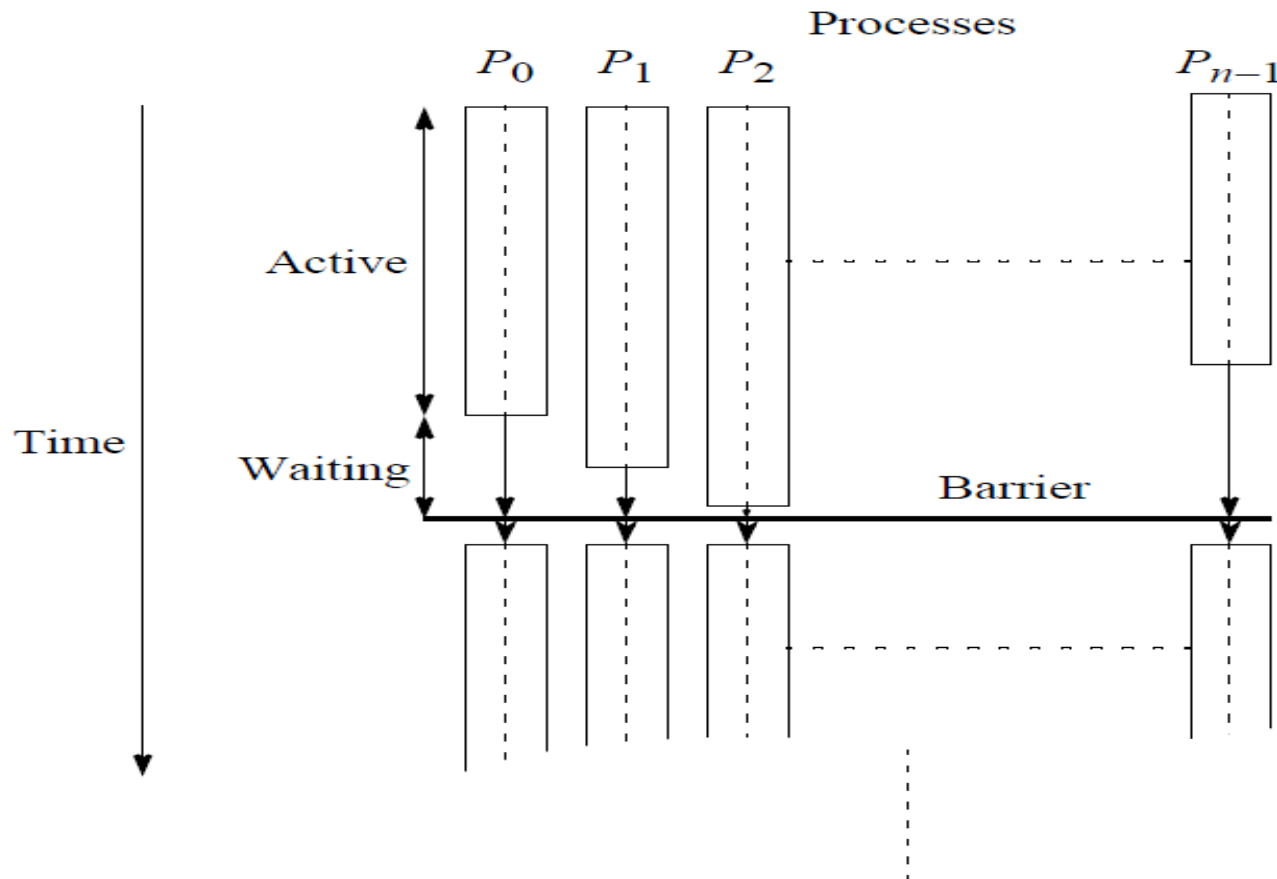 Processes
P0 P1 P2 Pn−1
Active
Time
Waiting
Barrier